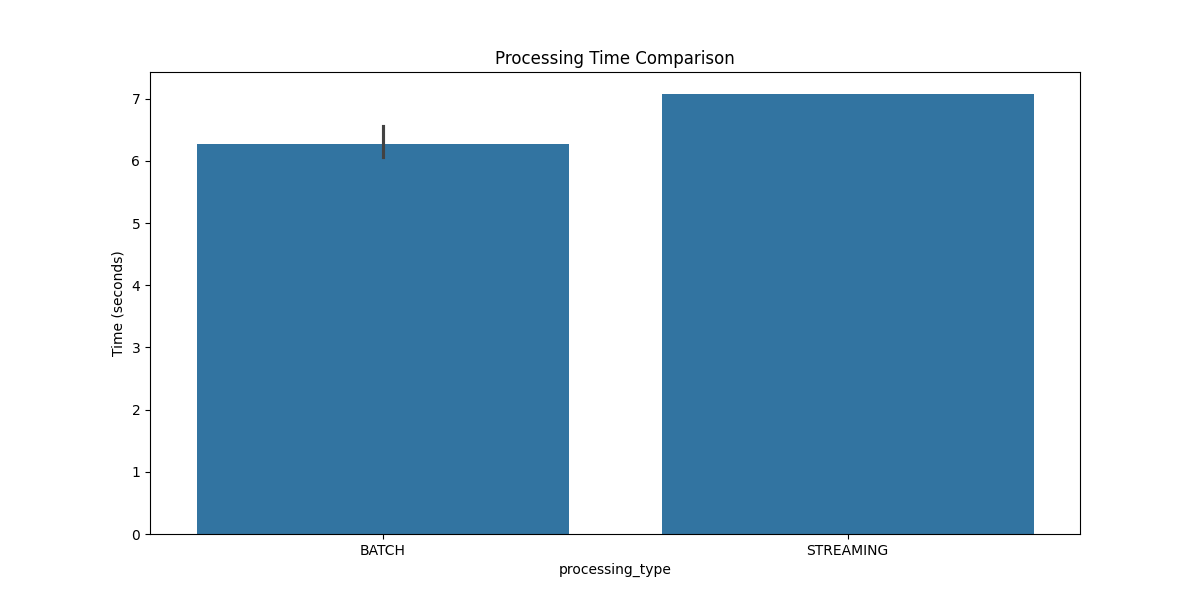 Processing Time Comparison
Time (seconds)
7
6
5
4
3
2
1
0
BATCH STREAMING
processing_type